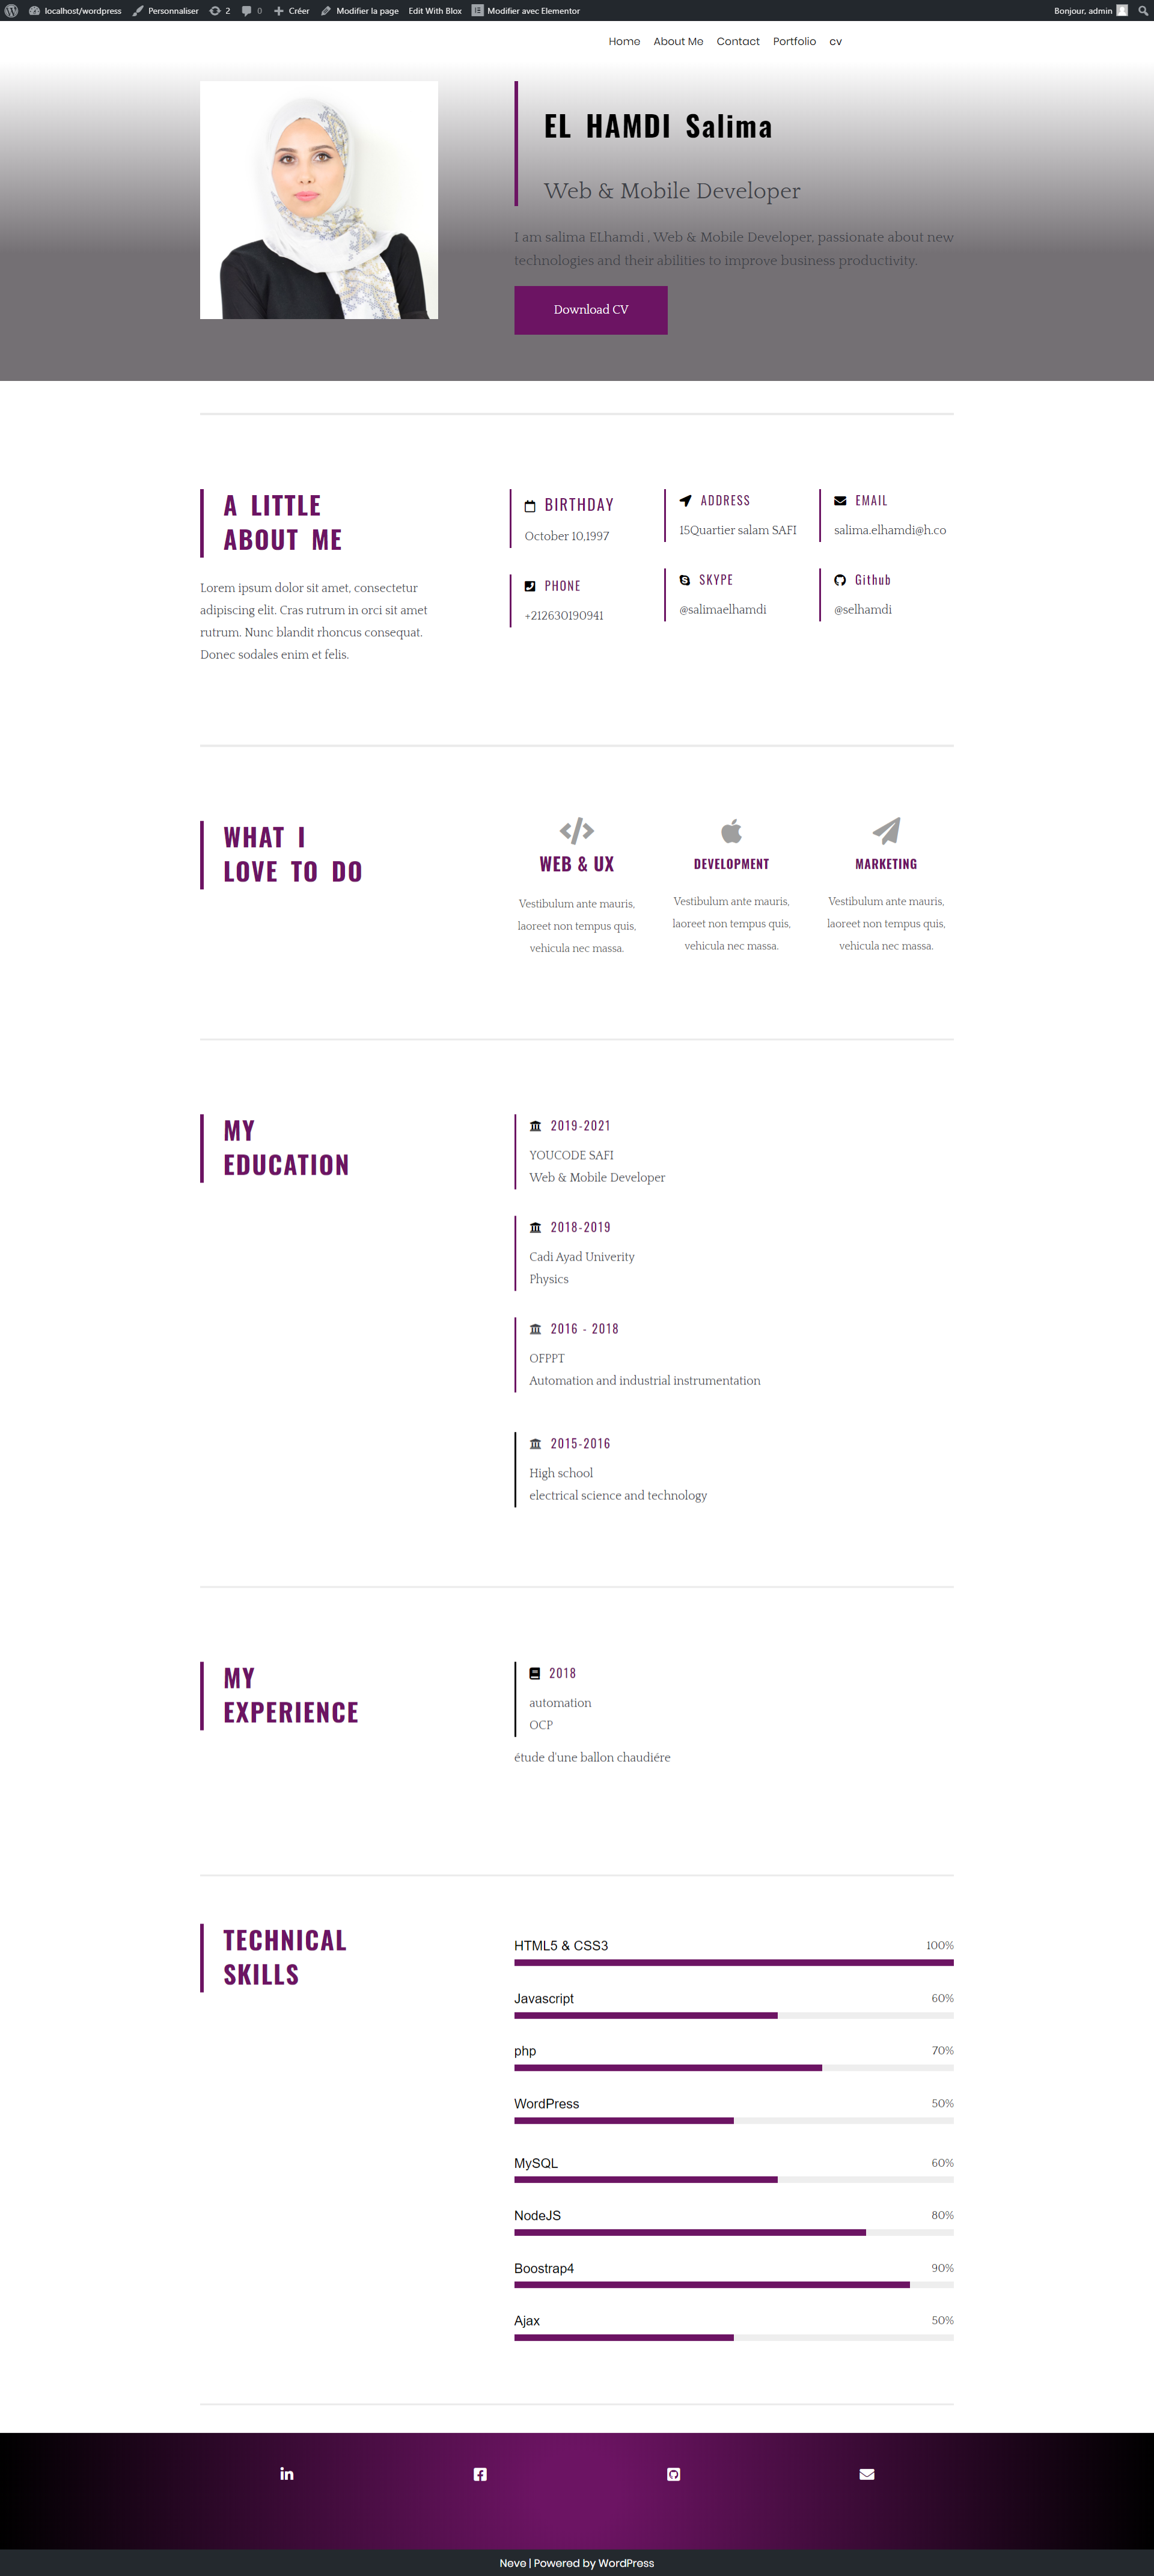 localhost/wordpress Personnaliser 2 0 Créer Modifier la page Edit With Blox Modifier avec Elementor Bonjour, admin
Home About Me Contact Portfolio cv
EL HAMDI Salima
Web & Mobile Developer
I am salima ELhamdi , Web & Mobile Developer, passionate about new
technologies and their abilities to improve business productivity.
Download CV
A LITTLE
ABOUT ME
Lorem ipsum dolor sit amet, consectetur
adipiscing elit. Cras rutrum in orci sit amet
rutrum. Nunc blandit rhoncus consequat.
Donec sodales enim et felis.
BIRTHDAY
October 10,1997
PHONE
+212630190941
ADDRESS
15Quartier salam SAFI
SKYPE
@salimaelhamdi
EMAIL
salima.elhamdi@h.co
Github
@selhamdi
WHAT I
LOVE TO DO
WEB & UX
Vestibulum ante mauris,
laoreet non tempus quis,
vehicula nec massa.
DEVELOPMENT
Vestibulum ante mauris,
laoreet non tempus quis,
vehicula nec massa.
MARKETING
Vestibulum ante mauris,
laoreet non tempus quis,
vehicula nec massa.
MY
EDUCATION
2019-2021
YOUCODE SAFI
Web & Mobile Developer
2018-2019
Cadi Ayad Univerity
Physics
2016 - 2018
OFPPT
Automation and industrial instrumentation
2015-2016
High school
electrical science and technology
MY
EXPERIENCE
2018
automation
OCP
étude d'une ballon chaudiére
TECHNICAL
SKILLS
HTML5 & CSS3 100%
Javascript 60%
php 70%
WordPress 50%
MySQL 60%
NodeJS 80%
Boostrap4 90%
Ajax 50%
Neve | Powered by WordPress